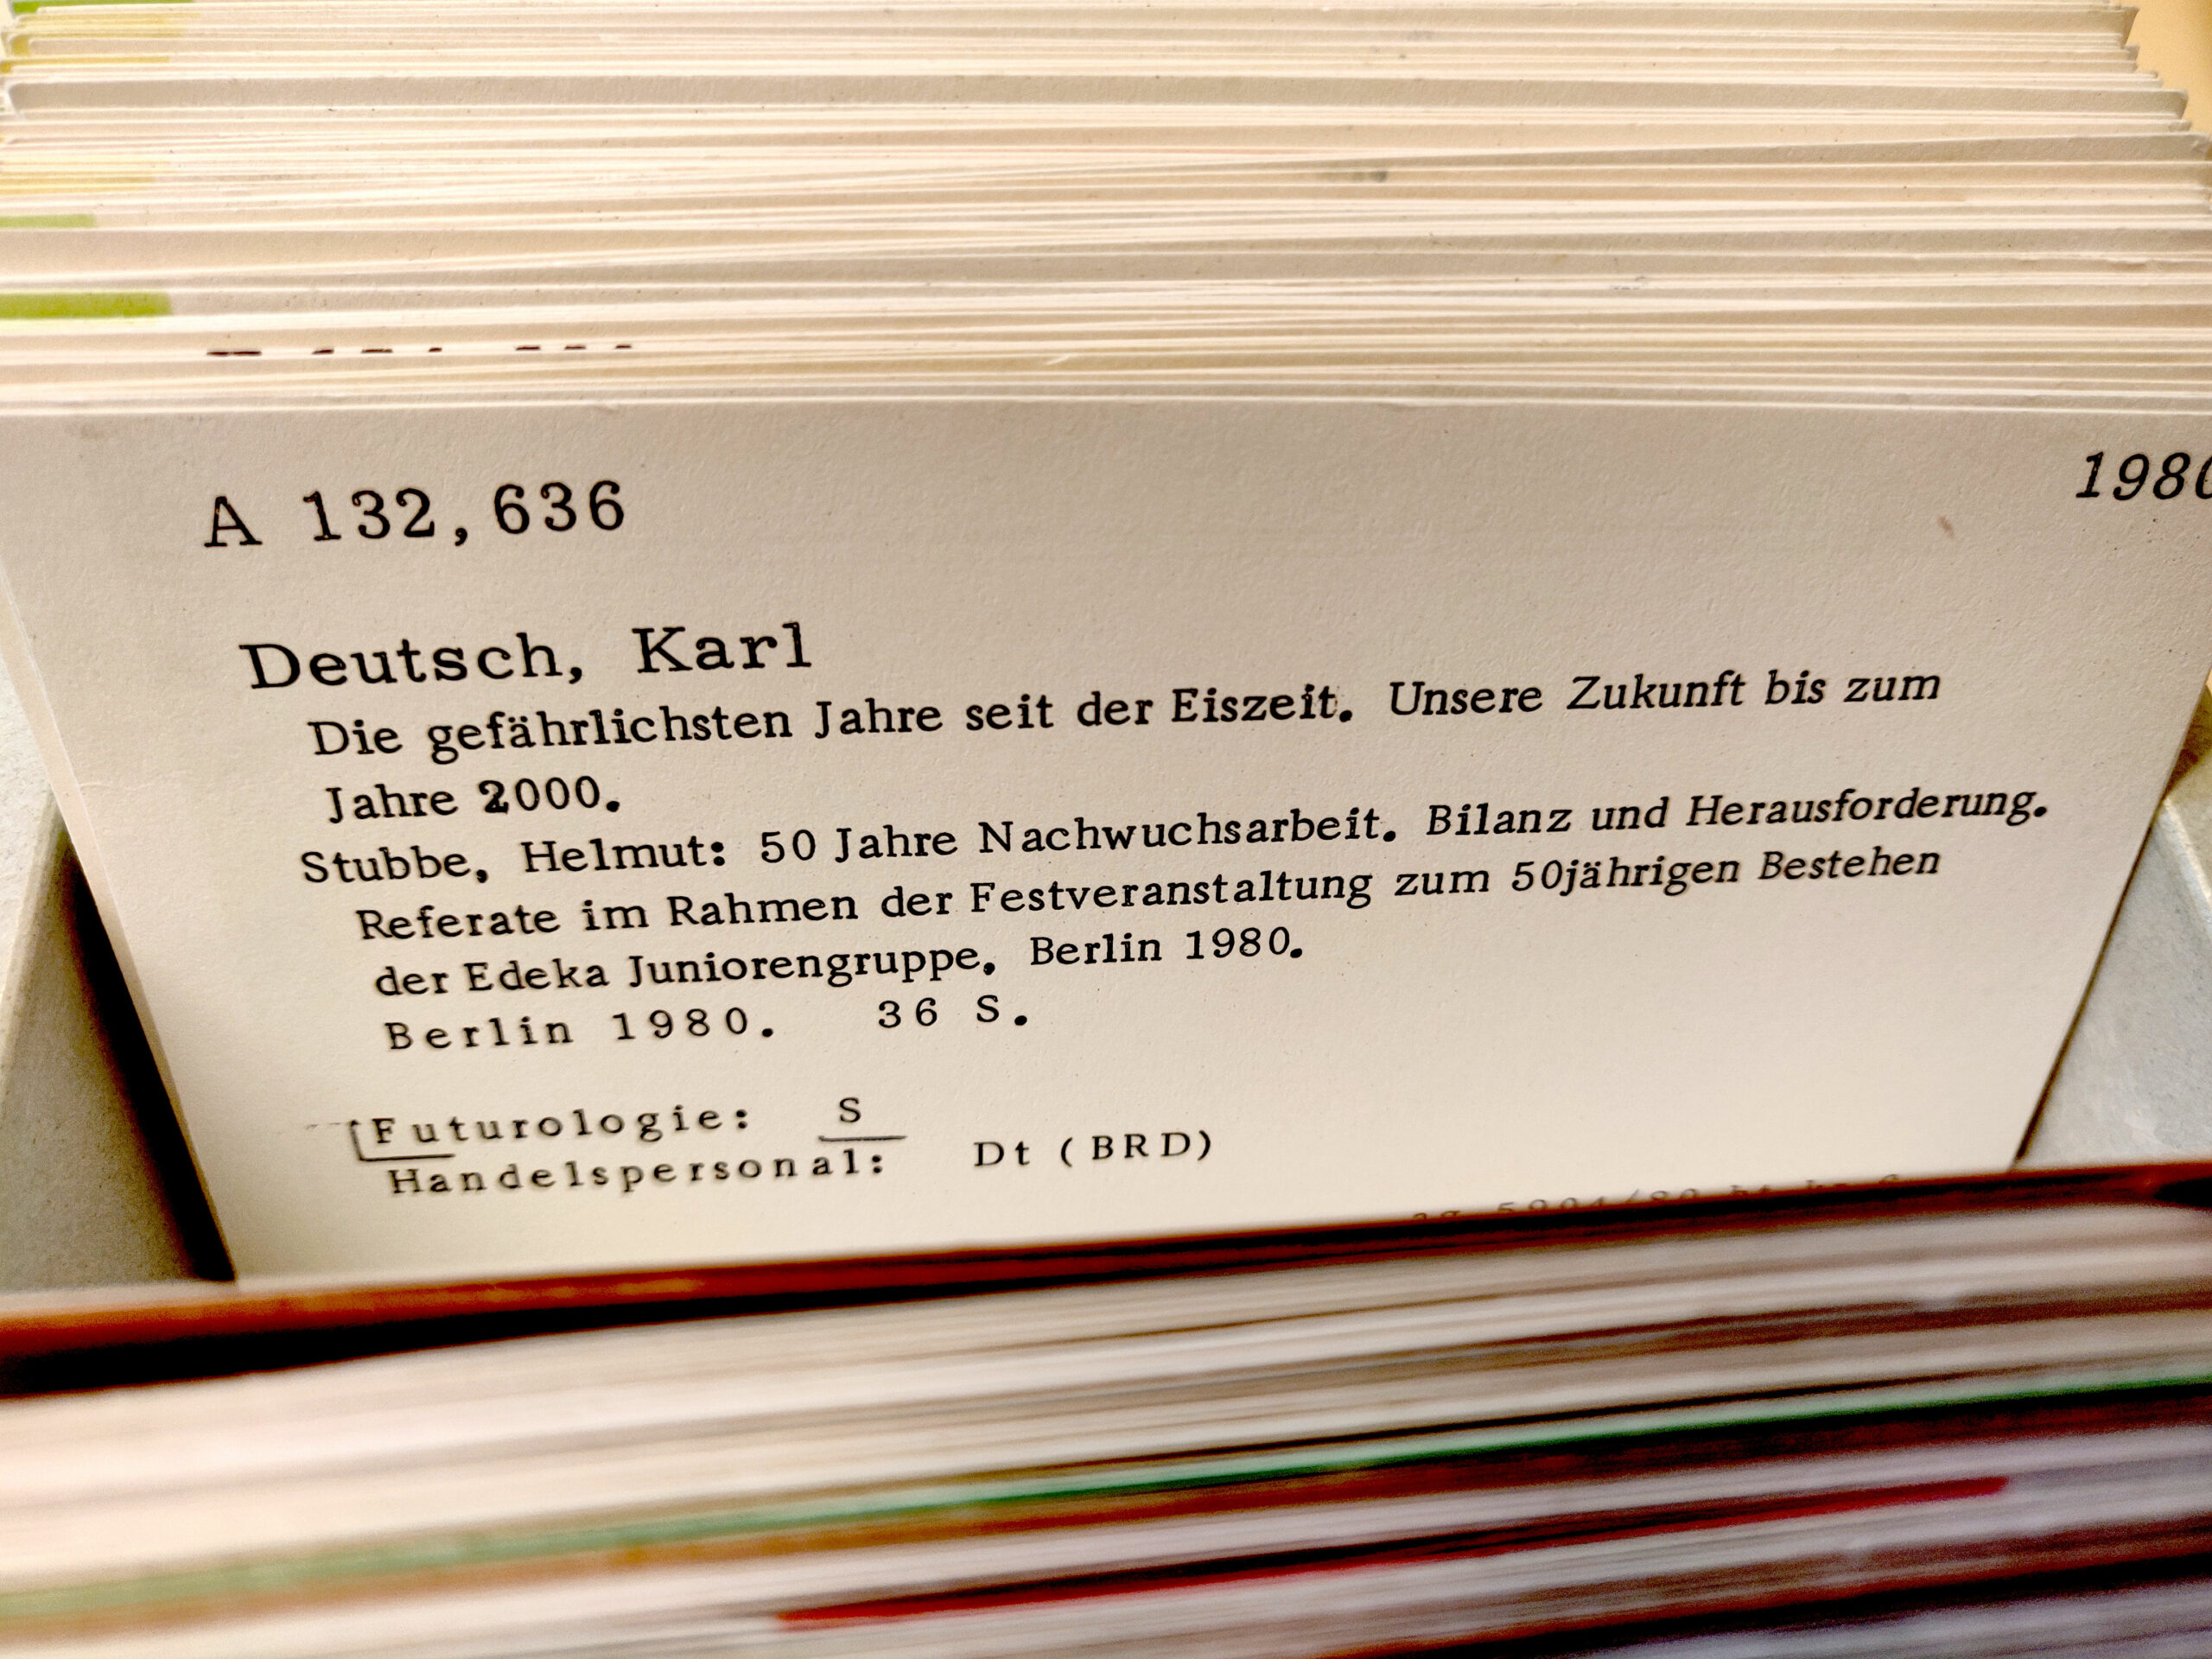 A 132,636 1980
Deutsch, Karl
Die gefährlichsten Jahre seit der Eiszeit. Unsere Zukunft bis zum
Jahre 2000.
Stubbe, Helmut: 50 Jahre Nachwuchsarbeit. Bilanz und Herausforderung.
Referate im Rahmen der Festveranstaltung zum 50jährigen Bestehen
der Edeka Juniorengruppe, Berlin 1980.
Berlin 1980. 36 S.
Futurologie: S
Handelspersonal: Dt (BRD)